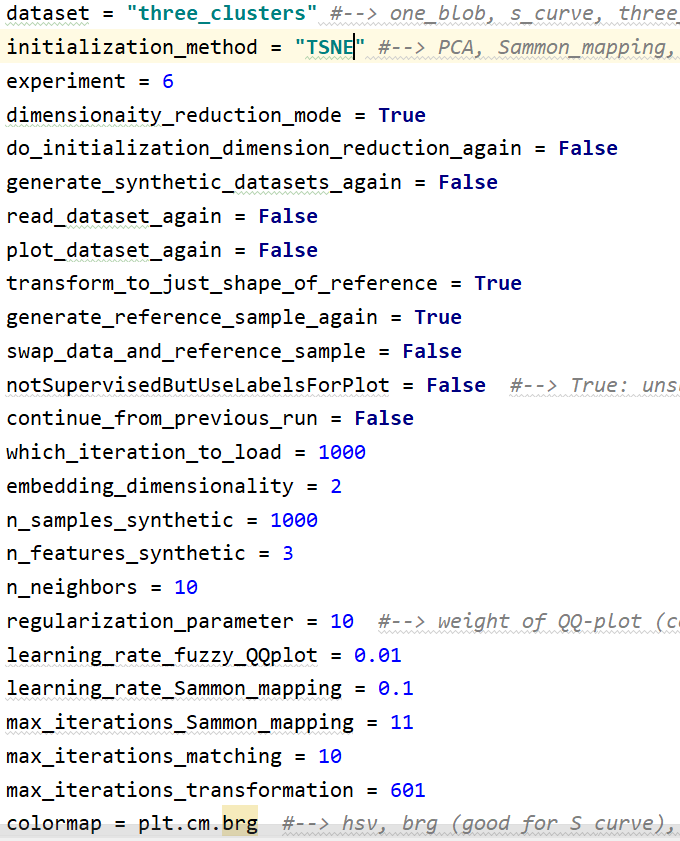 dataset = "three_clusters" #--> one_blob, s_curve, three_
initialization_method = "TSNE" #--> PCA, Sammon_mapping,
experiment = 6
dimensionaity_reduction_mode = True
do_initialization_dimension_reduction_again = False
generate_synthetic_datasets_again = False
read_dataset_again = False
plot_dataset_again = False
transform_to_just_shape_of_reference = True
generate_reference_sample_again = True
swap_data_and_reference_sample = False
notSupervisedButUseLabelsForPlot = False #--> True: uns
continue_from_previous_run = False
which_iteration_to_load = 1000
embedding_dimensionality = 2
n_samples_synthetic = 1000
n_features_synthetic = 3
n_neighbors = 10
regularization_parameter = 10 #--> weight of QQ-plot (c
learning_rate_fuzzy_QQplot = 0.01
learning_rate_Sammon_mapping = 0.1
max_iterations_Sammon_mapping = 11
max_iterations_matching = 10
max_iterations_transformation = 601
colormap = plt.cm.brg #--> hsv, brg (good for S curve),